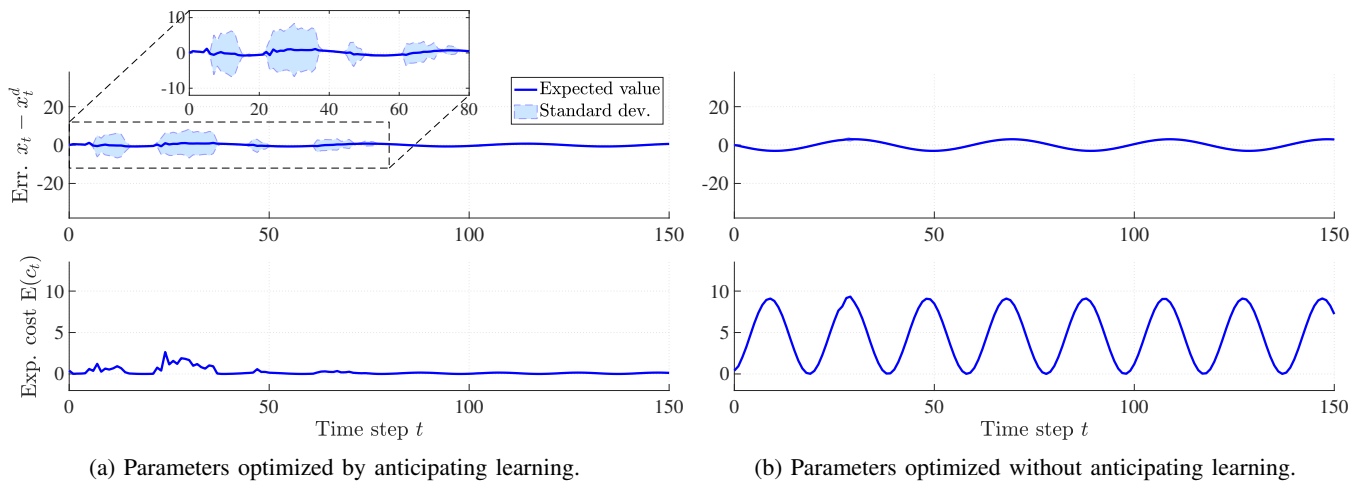 10
0
-10
0 20 40 60 80
Expected value
Standard dev.
Err. x_t − x_t^d
20
0
-20
0 50 100 150
Exp. cost E(c_t)
10
5
0
0 50 100 150
Time step t
(a) Parameters optimized by anticipating learning.
20
0
-20
0 50 100 150
10
5
0
0 50 100 150
Time step t
(b) Parameters optimized without anticipating learning.